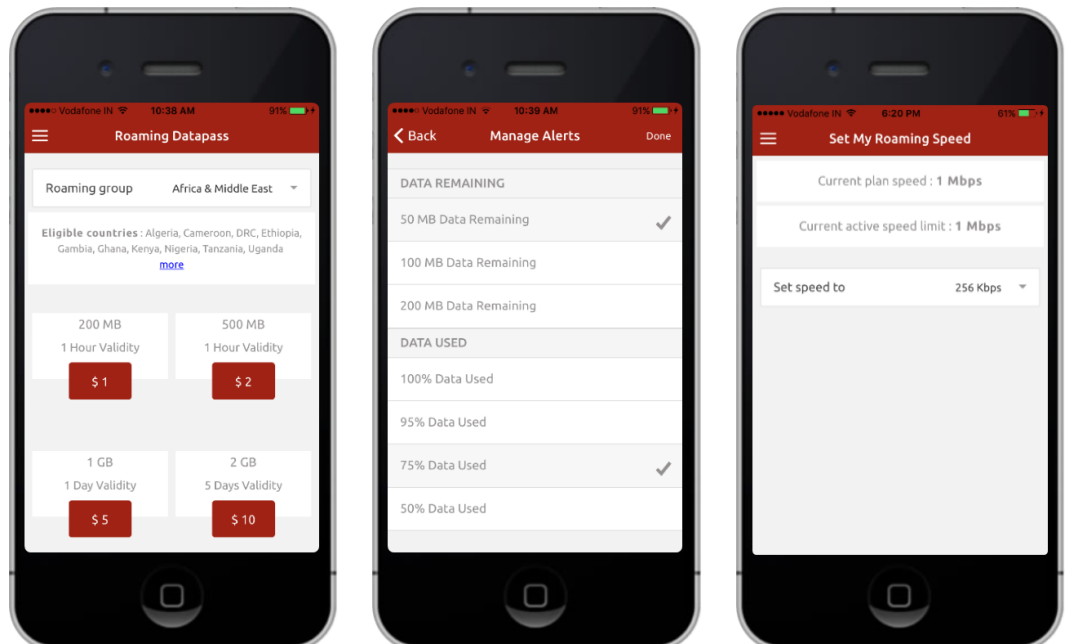 Vodafone IN 10:38 AM 91%
Roaming Datapass
Roaming group Africa & Middle East
Eligible countries : Algeria, Cameroon, DRC, Ethiopia,
Gambia, Ghana, Kenya, Nigeria, Tanzania, Uganda
more
200 MB 500 MB
1 Hour Validity 1 Hour Validity
$ 1 $ 2
1 GB 2 GB
1 Day Validity 5 Days Validity
$ 5 $ 10
Vodafone IN 10:39 AM 91%
Back Manage Alerts Done
DATA REMAINING
50 MB Data Remaining
100 MB Data Remaining
200 MB Data Remaining
DATA USED
100% Data Used
95% Data Used
75% Data Used
50% Data Used
Vodafone IN 6:20 PM 61%
Set My Roaming Speed
Current plan speed : 1 Mbps
Current active speed limit : 1 Mbps
Set speed to 256 Kbps